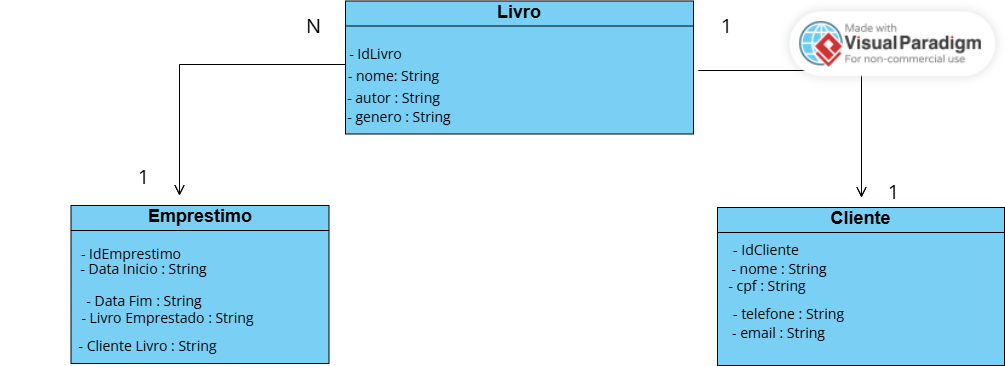 Livro
N
1
- IdLivro
- nome: String
- autor : String
- genero : String
Made with
VisualParadigm
For non-commercial use
1
1
Emprestimo
- IdEmprestimo
- Data Inicio : String
- Data Fim : String
- Livro Emprestado : String
- Cliente Livro : String
Cliente
- IdCliente
- nome : String
- cpf : String
- telefone : String
- email : String